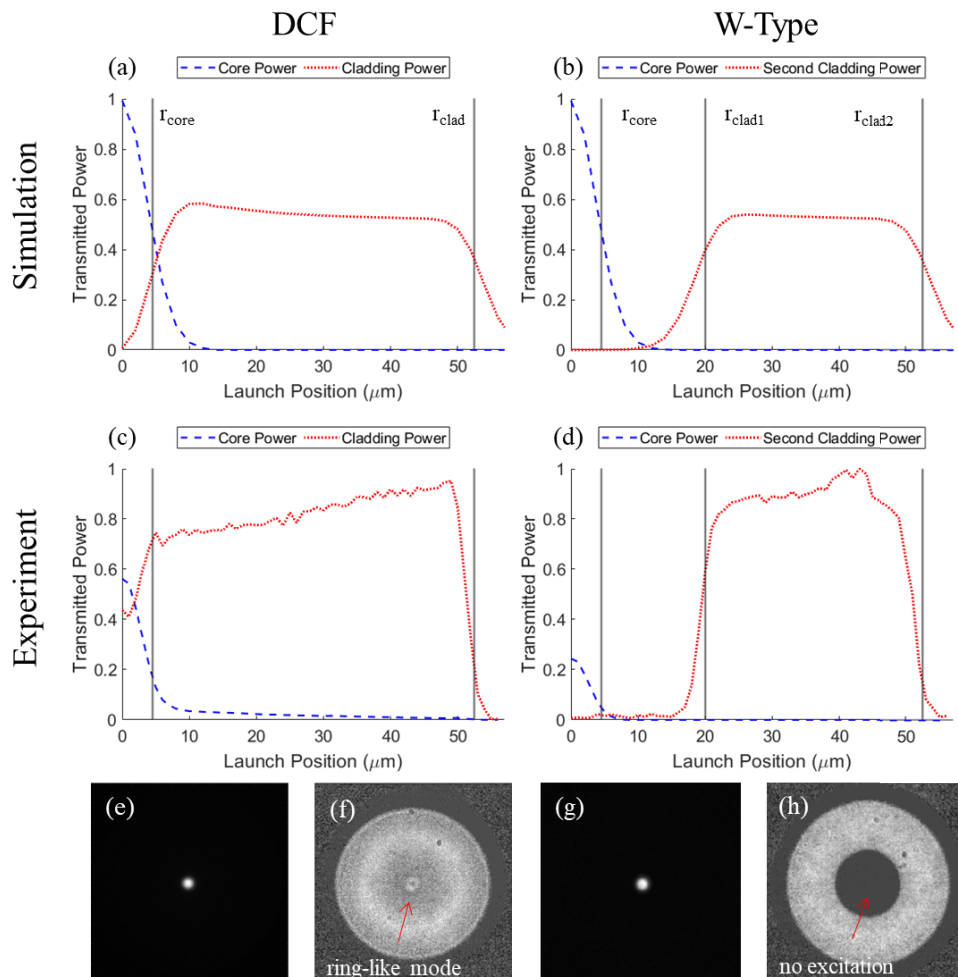 DCF
W-Type
Simulation
(a)
Core Power
Cladding Power
r_core
r_clad
Transmitted Power
1
0.8
0.6
0.4
0.2
0
0 10 20 30 40 50
Launch Position (μm)
(b)
Core Power
Second Cladding Power
r_core
r_clad1
r_clad2
Transmitted Power
1
0.8
0.6
0.4
0.2
0
0 10 20 30 40 50
Launch Position (μm)
Experiment
(c)
Core Power
Cladding Power
Transmitted Power
1
0.8
0.6
0.4
0.2
0
0 10 20 30 40 50
Launch Position (μm)
(d)
Core Power
Second Cladding Power
Transmitted Power
1
0.8
0.6
0.4
0.2
0
0 10 20 30 40 50
Launch Position (μm)
(e)
(f)
ring-like mode
(g)
(h)
no excitation